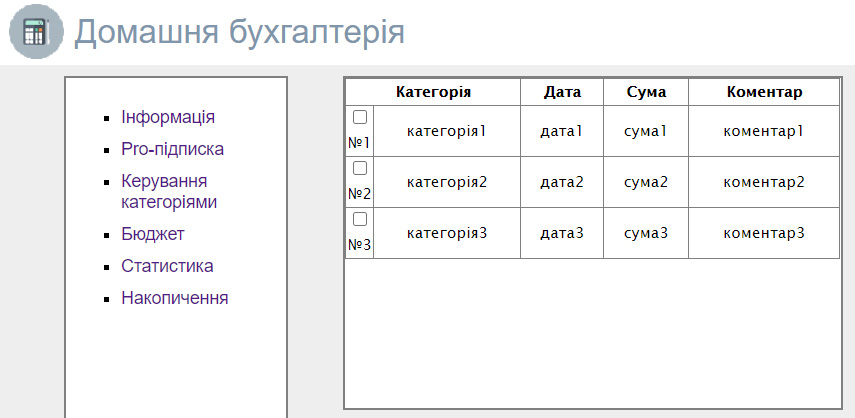 Домашня бухгалтерія
Інформація
Pro-підписка
Керування
категоріями
Бюджет
Статистика
Накопичення
Категорія Дата Сума Коментар
№1 категорія1 дата1 сума1 коментар1
№2 категорія2 дата2 сума2 коментар2
№3 категорія3 дата3 сума3 коментар3